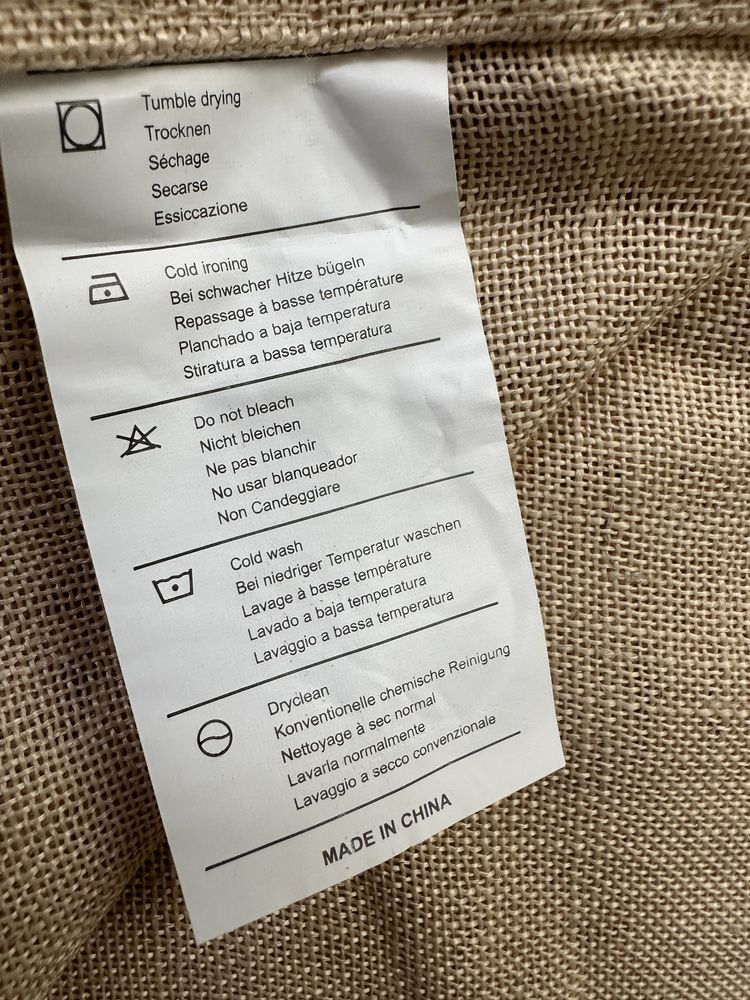 Tumble drying
Trocknen
Séchage
Secarse
Essiccazione
Cold ironing
Bei schwacher Hitze bügeln
Repassage à basse température
Planchado a baja temperatura
Stiratura a bassa temperatura
Do not bleach
Nicht bleichen
Ne pas blanchir
No usar blanqueador
Non Candeggiare
Cold wash
Bei niedriger Temperatur waschen
Lavage à basse température
Lavado a baja temperatura
Lavaggio a bassa temperatura
Dryclean
Konventionelle chemische Reinigung
Nettoyage à sec normal
Lavarla normalmente
Lavaggio a secco convenzionale
MADE IN CHINA